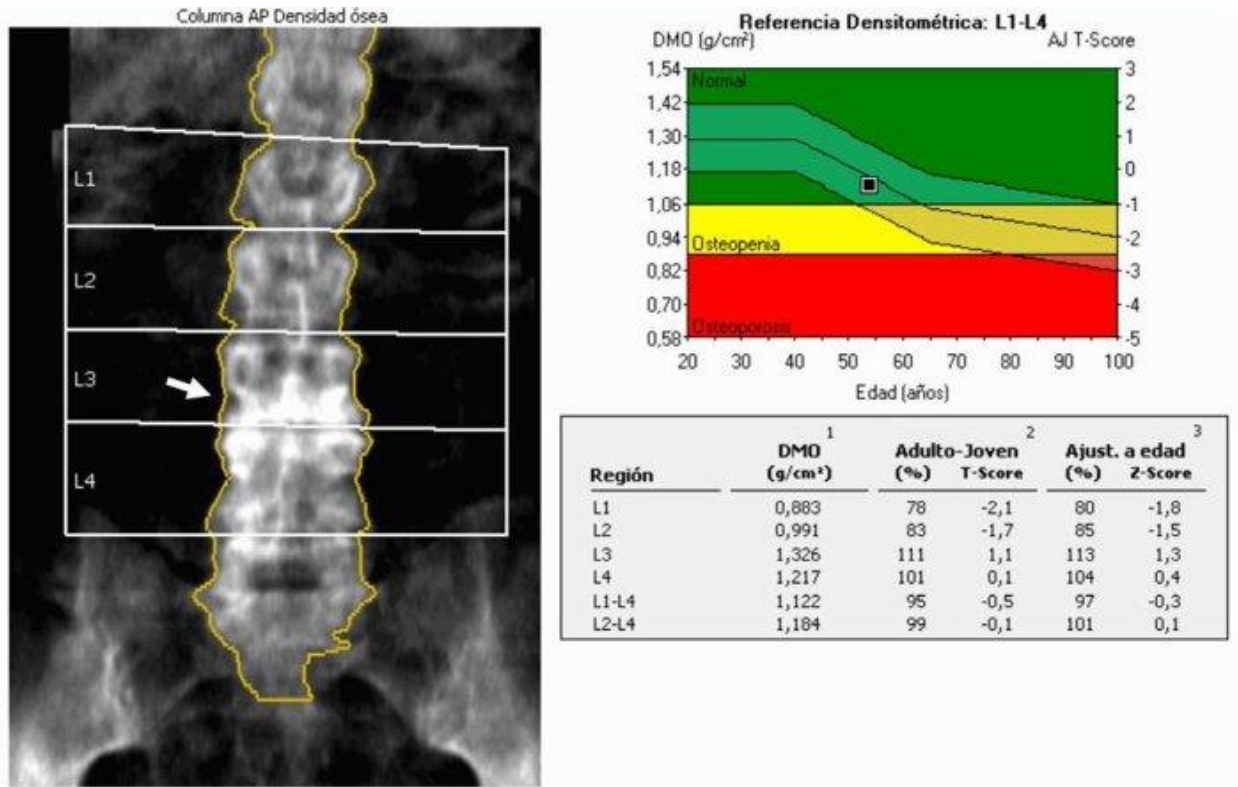 Columna AP Densidad ósea
L1
L2
L3
L4
Referencia Densitométrica: L1-L4
DMO (g/cm²) AJ T-Score
1,54 3
Normal
1,42 2
1,30 1
1,18 0
1,06 -1
0,94 -2
Osteopenia
0,82 -3
0,70 -4
Osteoporosis
0,58 -5
20 30 40 50 60 70 80 90 100
Edad (años)
1 2 3
DMO Adulto-Joven Ajust. a edad
Región (g/cm²) (%) T-Score (%) Z-Score
L1 0,883 78 -2,1 80 -1,8
L2 0,991 83 -1,7 85 -1,5
L3 1,326 111 1,1 113 1,3
L4 1,217 101 0,1 104 0,4
L1-L4 1,122 95 -0,5 97 -0,3
L2-L4 1,184 99 -0,1 101 0,1